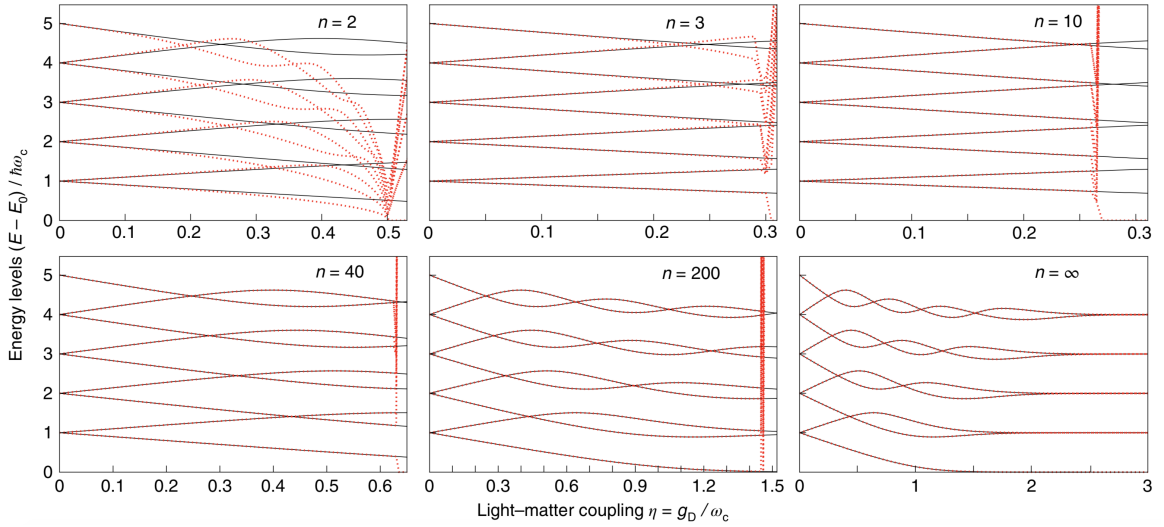 n = 2
n = 3
n = 10
5
4
3
2
1
0
0 0.1 0.2 0.3 0.4 0.5
0 0.1 0.2 0.3
0 0.1 0.2 0.3
Energy levels (E – E0) / ħωc
n = 40
n = 200
n = ∞
5
4
3
2
1
0
0 0.1 0.2 0.3 0.4 0.5 0.6
0 0.3 0.6 0.9 1.2 1.5
0 1 2 3
Light–matter coupling η = gD / ωc